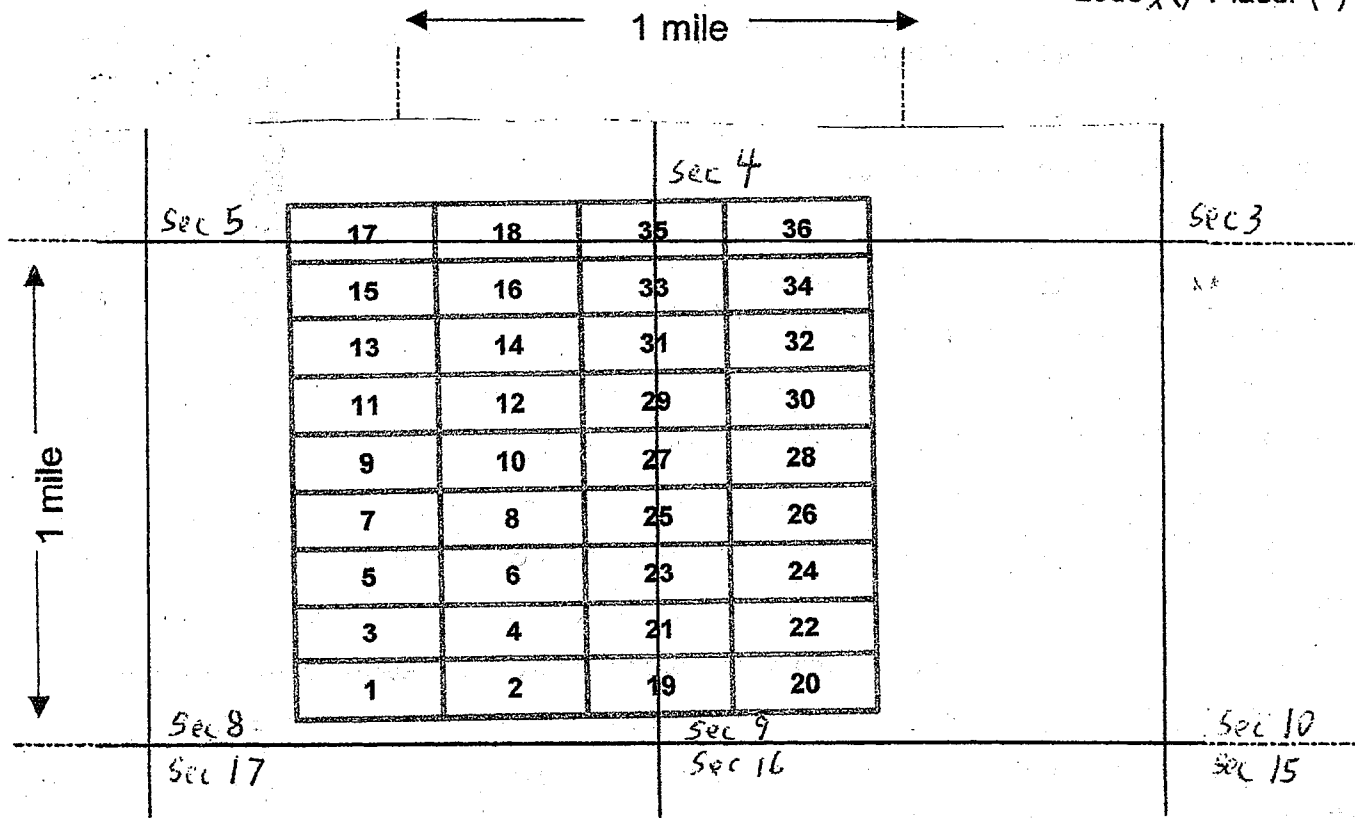 1 mile
Sec 4
Sec 5
Sec 3
17 18 35 36
15 16 33 34
13 14 31 32
11 12 29 30
9 10 27 28
7 8 25 26
5 6 23 24
3 4 21 22
1 2 19 20
1 mile
Sec 8 Sec 9 Sec 10
Sec 17 Sec 16 Sec 15